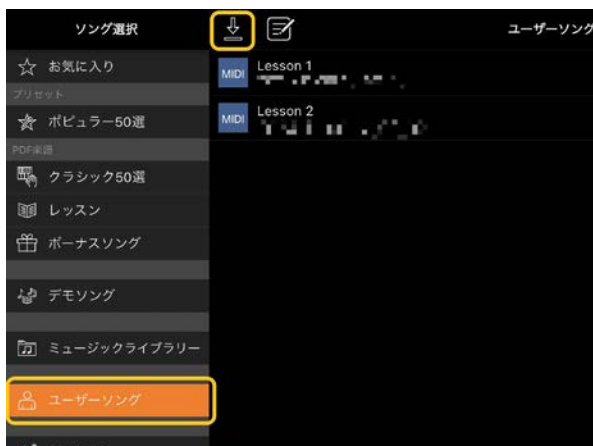 ソング選択
ユーザーソング
お気に入り
プリセット
ポピュラー50選
PDF楽譜
クラシック50選
レッスン
ボーナスソング
デモソング
ミュージックライブラリー
ユーザーソング
MIDI Lesson 1
MIDI Lesson 2